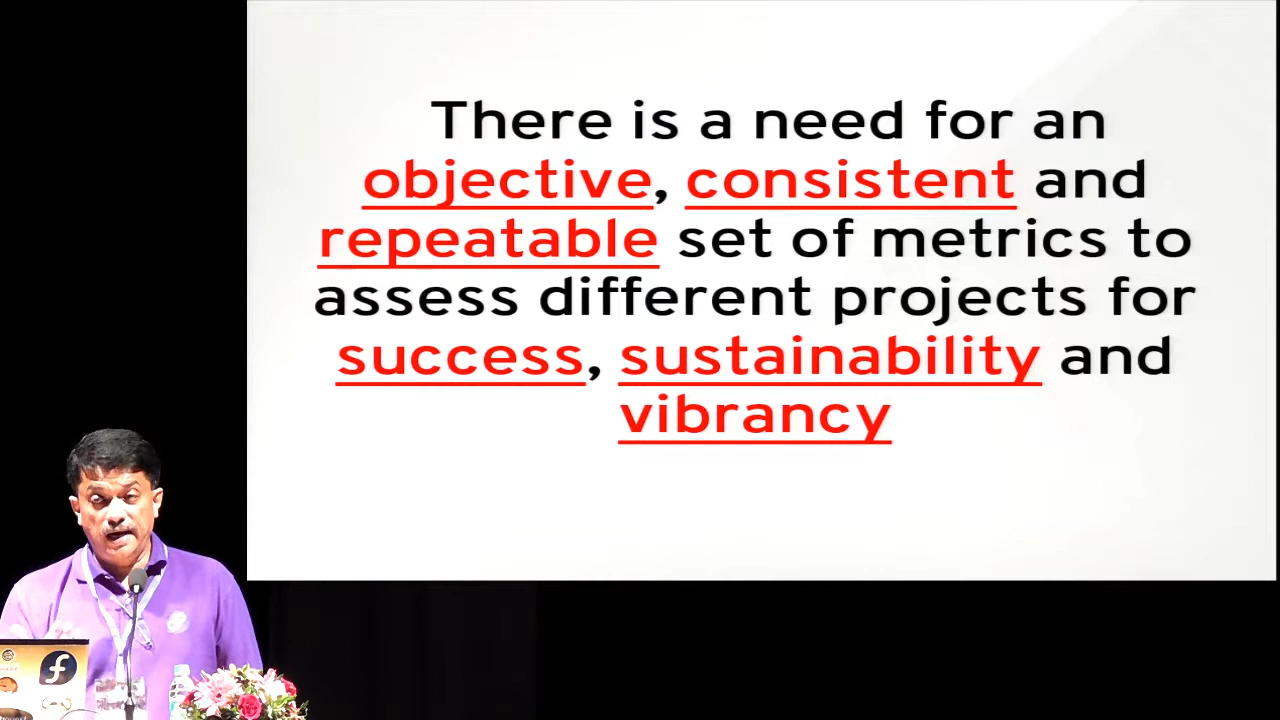 There is a need for an
objective, consistent and
repeatable set of metrics to
assess different projects for
success, sustainability and
vibrancy